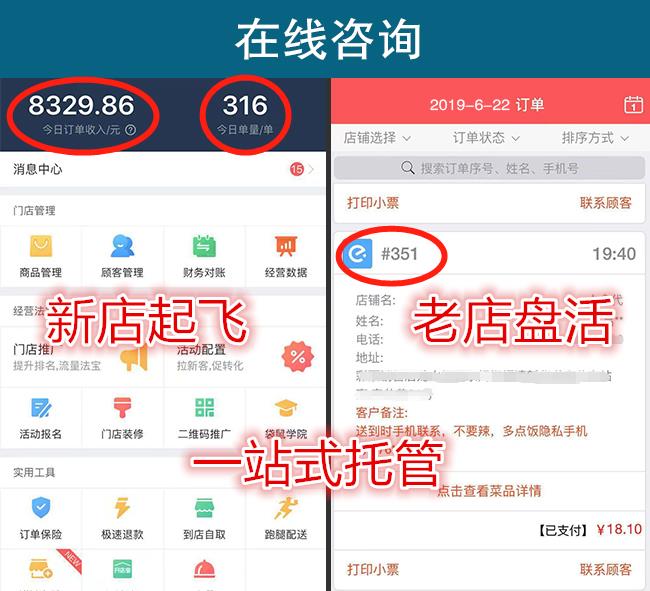 在线咨询
8329.86
今日订单收入/元
316
今日单量/单
消息中心
15
门店管理
商品管理
顾客管理
财务对账
经营数据
经营法
新店起飞
门店推广
提升排名,流量法宝
活动配置
拉新客,促转化
活动报名
门店装修
二维码推广
袋鼠学院
一站式托管
实用工具
订单保险
极速退款
到店自取
跑腿配送
NEW
开店宝
2019-6-22 订单
1
店铺选择
订单状态
排序方式
搜索订单序号、姓名、手机号
打印小票
联系顾客
#351
19:40
店铺名:
老店盘活
姓名:
电话:
地址:
客户备注:
送到时手机联系，不要辣，多点饭隐私手机
点击查看菜品详情
【已支付】 ¥18.10
打印小票
联系顾客